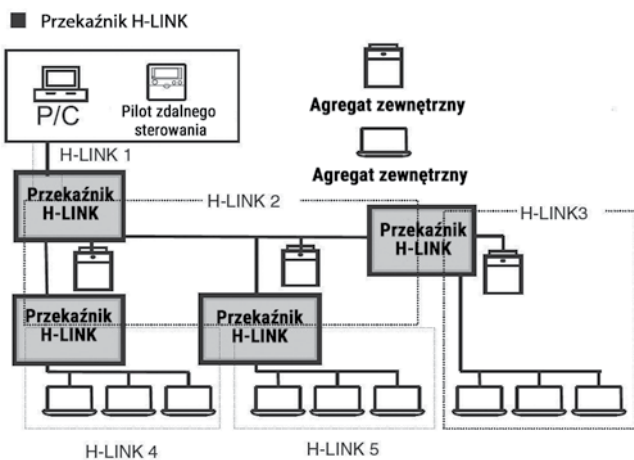 Przekaźnik H-LINK
P/C
Pilot zdalnego
sterowania
Agregat zewnętrzny
Agregat zewnętrzny
H-LINK 1
Przekaźnik
H-LINK
H-LINK 2
H-LINK3
Przekaźnik
H-LINK
Przekaźnik
H-LINK
Przekaźnik
H-LINK
H-LINK 4
H-LINK 5